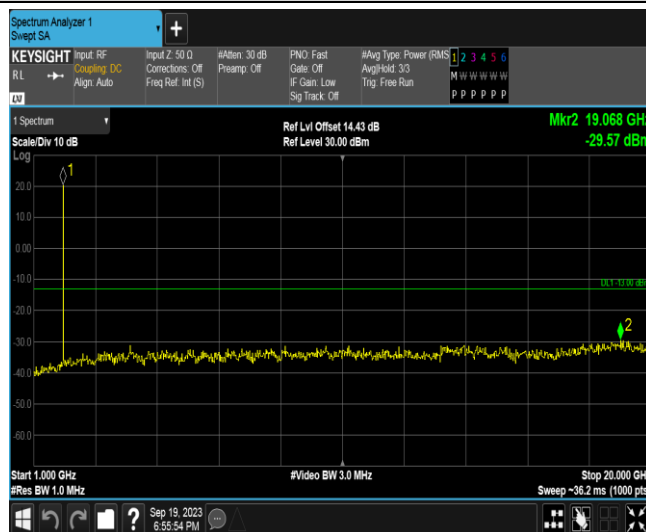 Spectrum Analyzer 1
Swept SA
KEYSIGHT Input: RF Input Z: 50 Ω #Atten: 30 dB PNO: Fast #Avg Type: Power (RMS 1 2 3 4 5 6
RL Coupling: DC Corrections: Off Preamp: Off Gate: Off Avg|Hold: 3/3 M W W W W W
Align: Auto Freq Ref: Int (S) IF Gain: Low Trig: Free Run
Sig Track: Off P P P P P P
LXI
1 Spectrum
Ref Lvl Offset 14.43 dB Mkr2 19.068 GHz
Scale/Div 10 dB Ref Level 30.00 dBm -29.57 dBm
Log
1
20.0
10.0
0.00
-10.0
DL1 -13.00 dBm
-20.0
2
-30.0
-40.0
-50.0
-60.0
Start 1.000 GHz #Video BW 3.0 MHz Stop 20.000 GHz
#Res BW 1.0 MHz Sweep ~36.2 ms (1000 pts
? Sep 19, 2023
6:55:54 PM